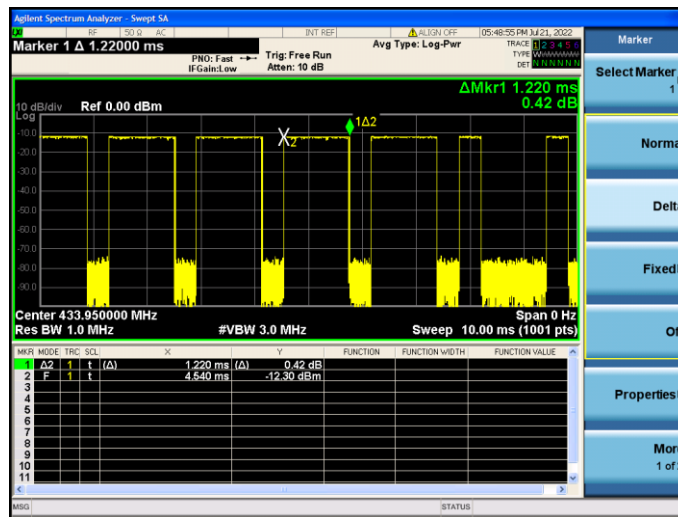 Agilent Spectrum Analyzer - Swept SA
RF 50 Ω AC INT REF ALIGN OFF 05:48:55 PM Jul 21, 2022
Marker 1 Δ 1.22000 ms
PNO: Fast
IFGain:Low
Trig: Free Run
Atten: 10 dB
Avg Type: Log-Pwr
TRACE 1 2 3 4 5 6
TYPE
DET N N N N N N
ΔMkr1 1.220 ms
0.42 dB
10 dB/div Ref 0.00 dBm
Log
-10.0
1Δ2
X2
-20.0
-30.0
-40.0
-50.0
-60.0
-70.0
-80.0
-90.0
Center 433.950000 MHz Span 0 Hz
Res BW 1.0 MHz #VBW 3.0 MHz Sweep 10.00 ms (1001 pts)
MKR MODE TRC SCL X Y FUNCTION FUNCTION WIDTH FUNCTION VALUE
1 Δ2 1 t (Δ) 1.220 ms (Δ) 0.42 dB
2 F 1 t 4.540 ms -12.30 dBm
3
4
5
6
7
8
9
10
11
MSG STATUS
Marker
Select Marker
1
Norma
Delt
Fixed
Of
Properties
Mor
1 of